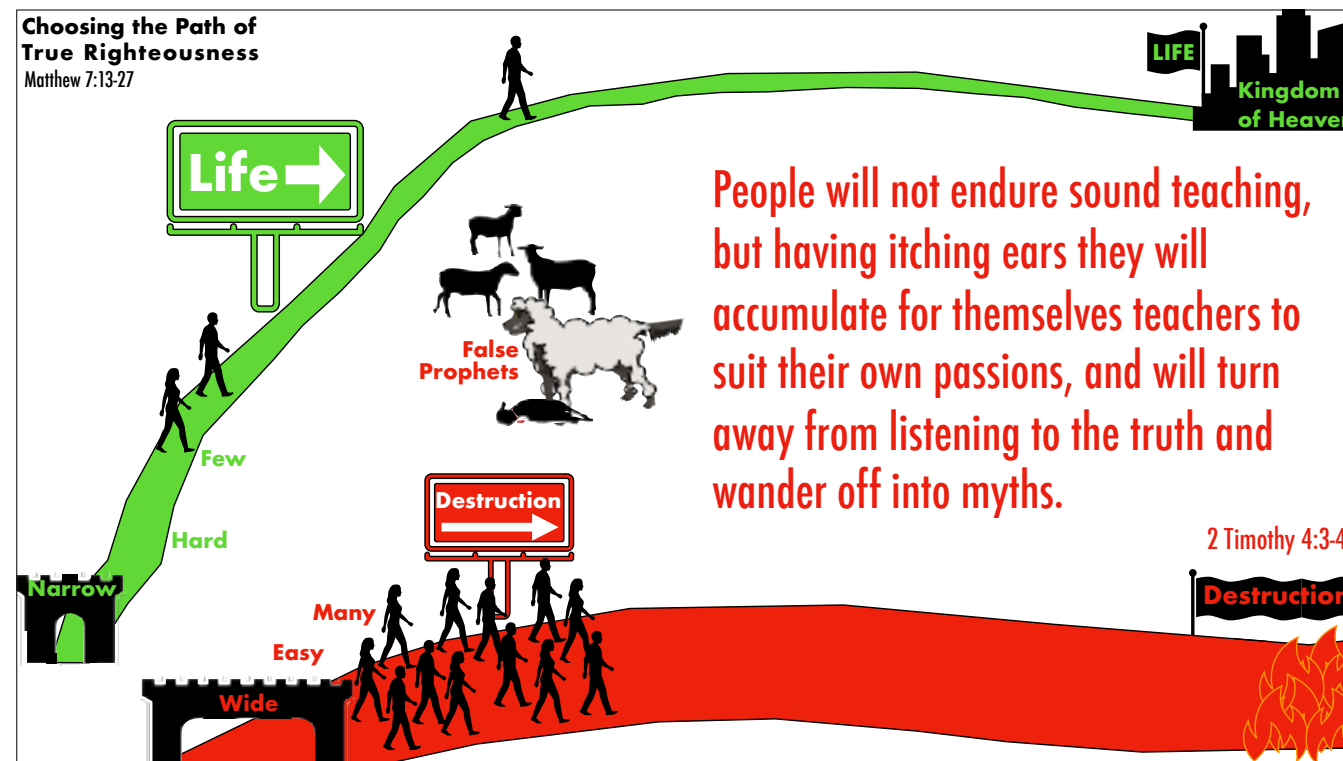 Choosing the Path of
True Righteousness
Matthew 7:13-27
LIFE
Kingdom
of Heaven
Life
People will not endure sound teaching,
but having itching ears they will
accumulate for themselves teachers to
suit their own passions, and will turn
away from listening to the truth and
wander off into myths.
2 Timothy 4:3-4
False
Prophets
Few
Hard
Narrow
Destruction
Many
Easy
Wide
Destruction